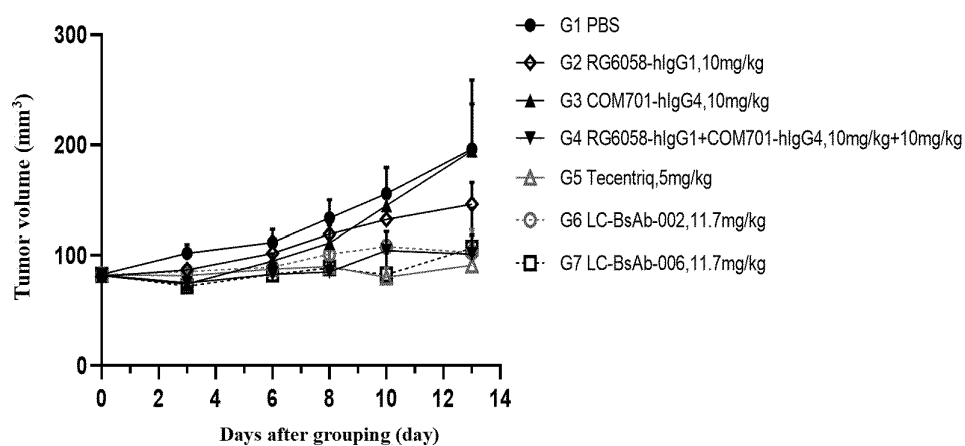 300
200
100
0
Tumor volume (mm³)
0 2 4 6 8 10 12 14
Days after grouping (day)
G1 PBS
G2 RG6058-hIgG1,10mg/kg
G3 COM701-hIgG4,10mg/kg
G4 RG6058-hIgG1+COM701-hIgG4,10mg/kg+10mg/kg
G5 Tecentriq,5mg/kg
G6 LC-BsAb-002,11.7mg/kg
G7 LC-BsAb-006,11.7mg/kg